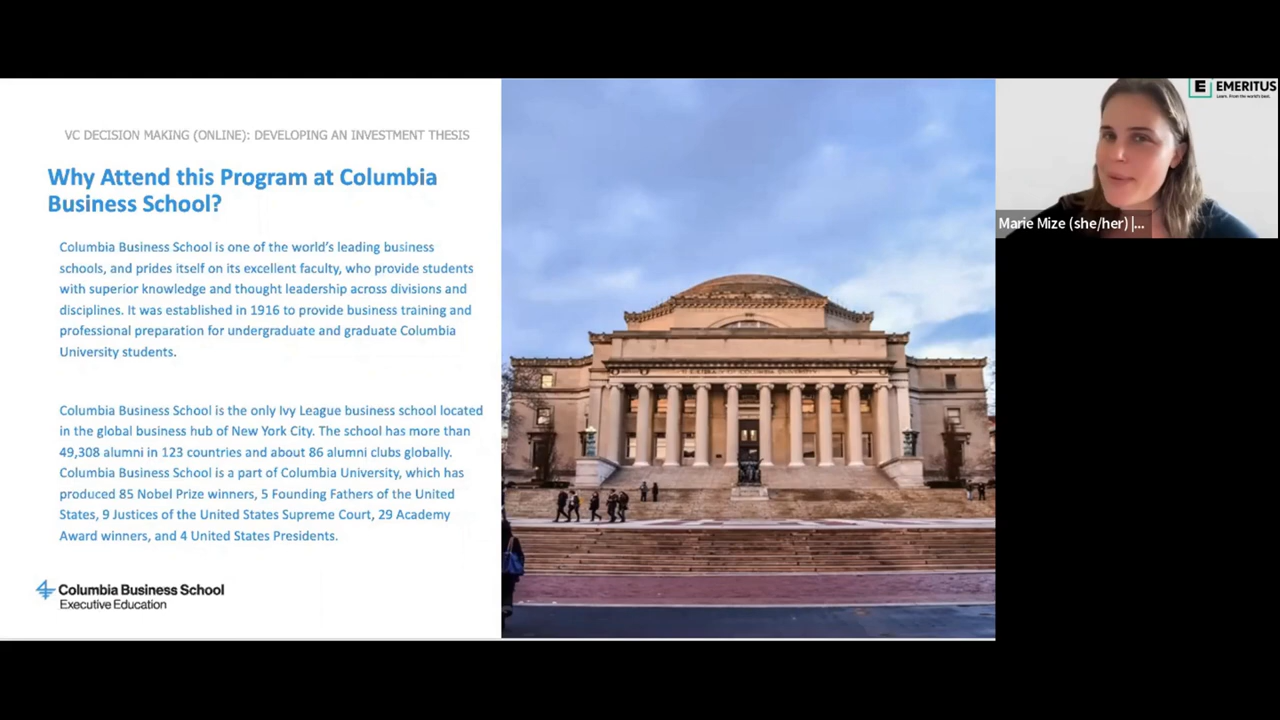 VC DECISION MAKING (ONLINE): DEVELOPING AN INVESTMENT THESIS
Why Attend this Program at Columbia
Business School?
Columbia Business School is one of the world's leading business
schools, and prides itself on its excellent faculty, who provide students
with superior knowledge and thought leadership across divisions and
disciplines. It was established in 1916 to provide business training and
professional preparation for undergraduate and graduate Columbia
University students.
Columbia Business School is the only Ivy League business school located
in the global business hub of New York City. The school has more than
49,308 alumni in 123 countries and about 86 alumni clubs globally.
Columbia Business School is a part of Columbia University, which has
produced 85 Nobel Prize winners, 5 Founding Fathers of the United
States, 9 Justices of the United States Supreme Court, 29 Academy
Award winners, and 4 United States Presidents.
Columbia Business School
Executive Education
E EMERITUS
Learn. From the world's best.
Marie Mize (she/her) |...